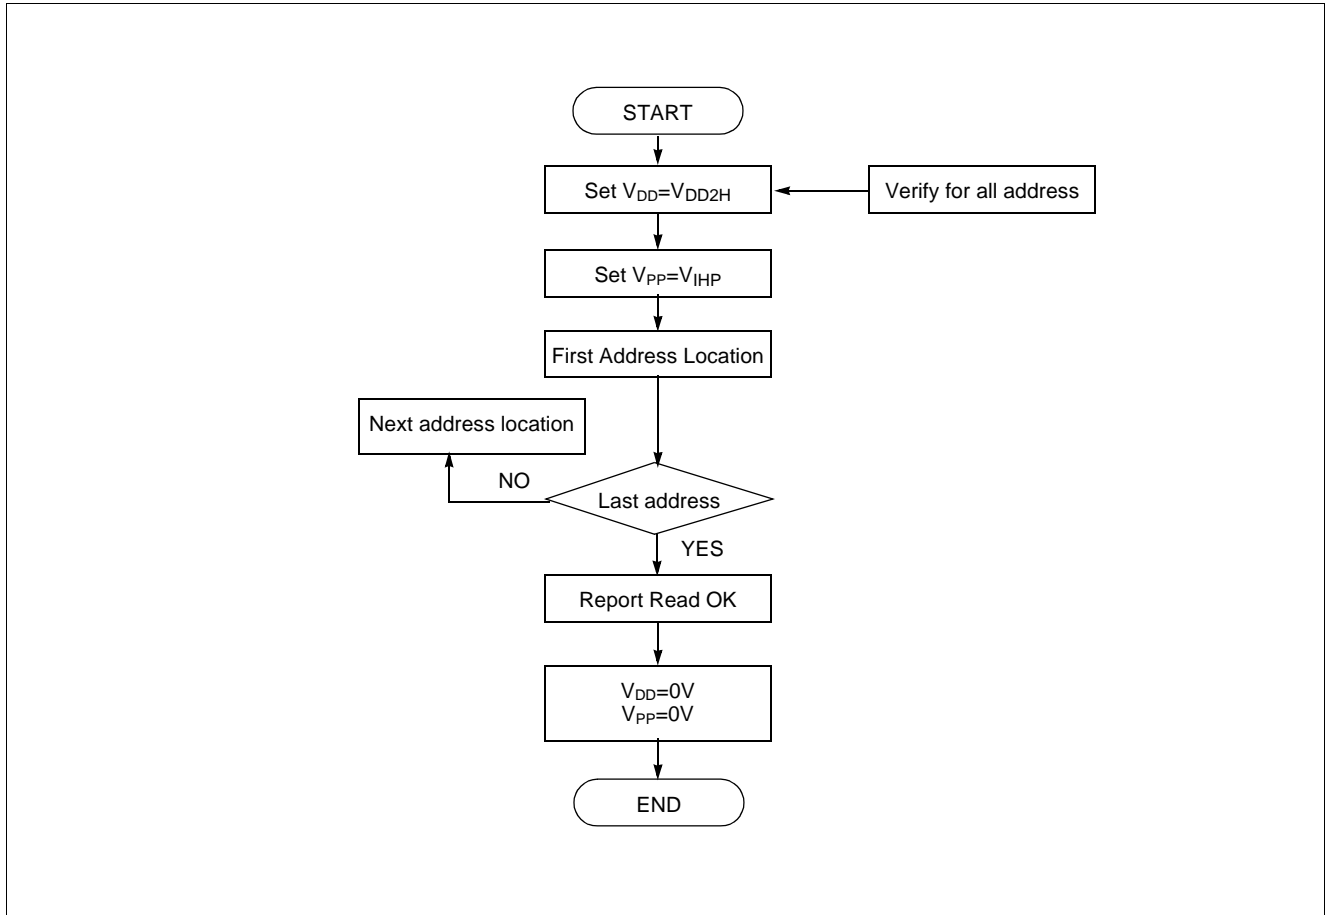 START
Set VDD=VDD2H
Verify for all address
Set VPP=VIHP
First Address Location
Next address location
NO
Last address
YES
Report Read OK
VDD=0V
VPP=0V
END